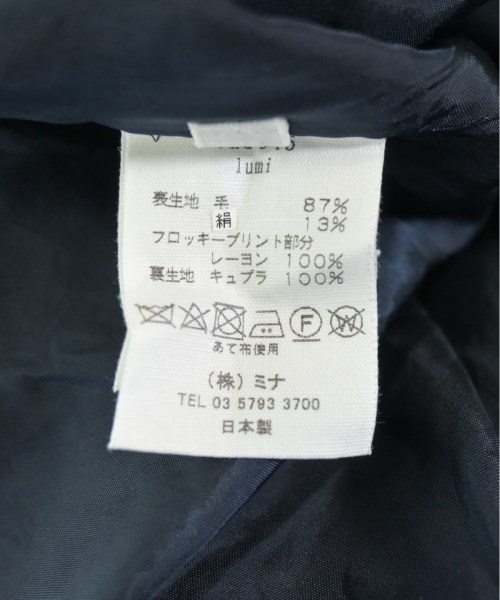 lumi
表生地 毛 87%
絹 13%
フロッキープリント部分
レーヨン 100%
裏生地 キュプラ 100%
F W
あて布使用
(株)ミナ
TEL 03 5793 3700
日本製